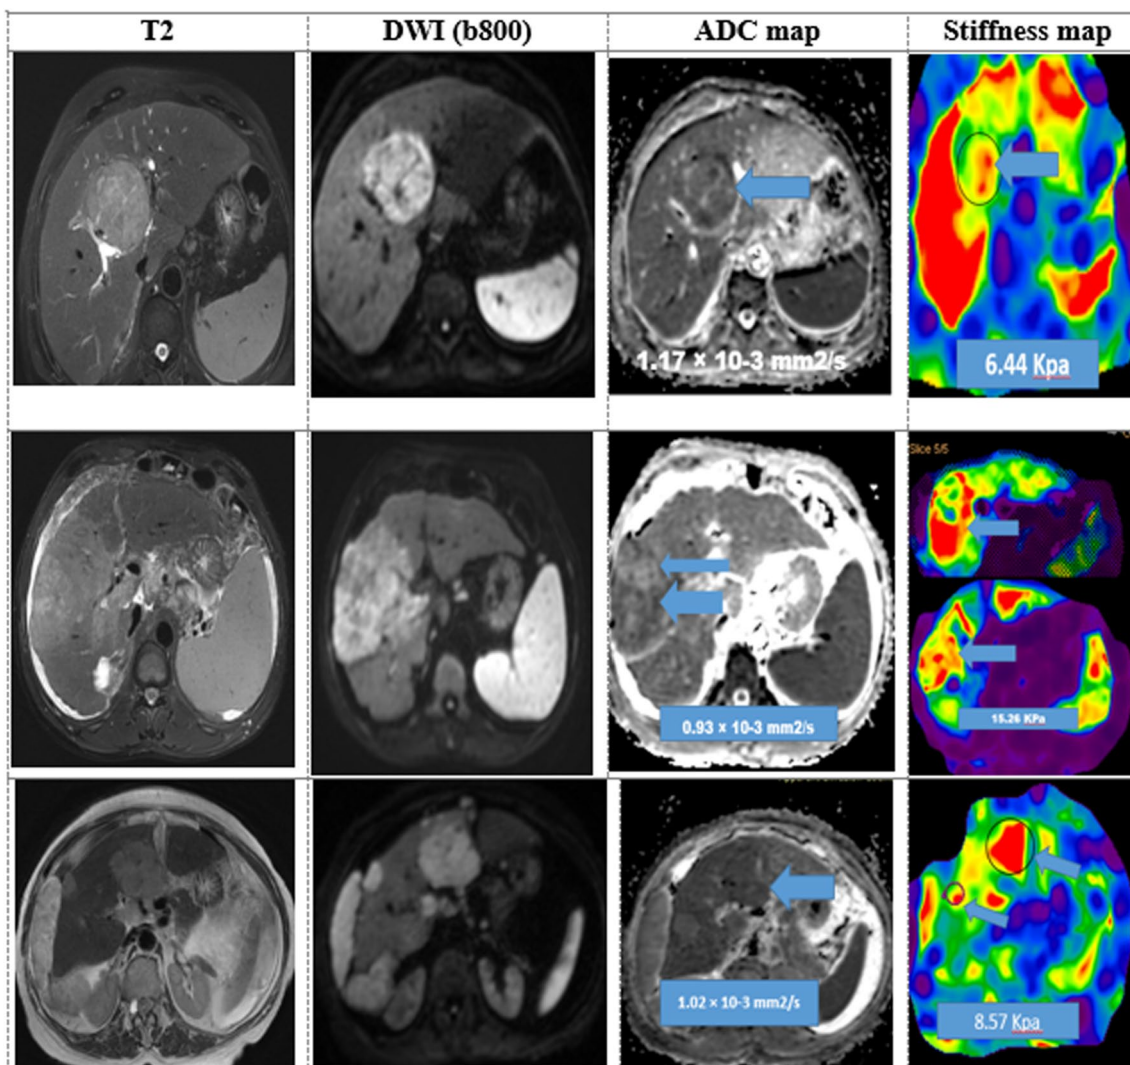 T2 DWI (b800) ADC map Stiffness map
1.17 × 10-3 mm2/s
6.44 Kpa
Slice 5/5
0.93 × 10-3 mm2/s
15.26 KPa
1.02 × 10-3 mm2/s
8.57 Kpa